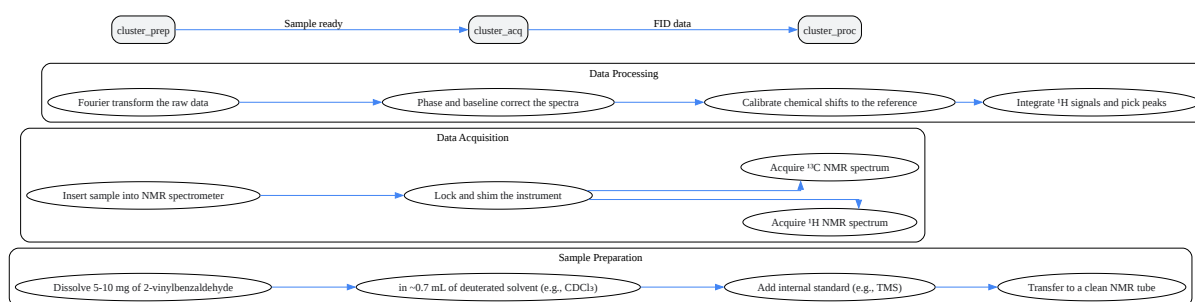 cluster_prep
Sample ready
cluster_acq
FID data
cluster_proc
Data Processing
Fourier transform the raw data
Phase and baseline correct the spectra
Calibrate chemical shifts to the reference
Integrate ¹H signals and pick peaks
Data Acquisition
Insert sample into NMR spectrometer
Lock and shim the instrument
Acquire ¹³C NMR spectrum
Acquire ¹H NMR spectrum
Sample Preparation
Dissolve 5-10 mg of 2-vinylbenzaldehyde
in ~0.7 mL of deuterated solvent (e.g., CDCl₃)
Add internal standard (e.g., TMS)
Transfer to a clean NMR tube